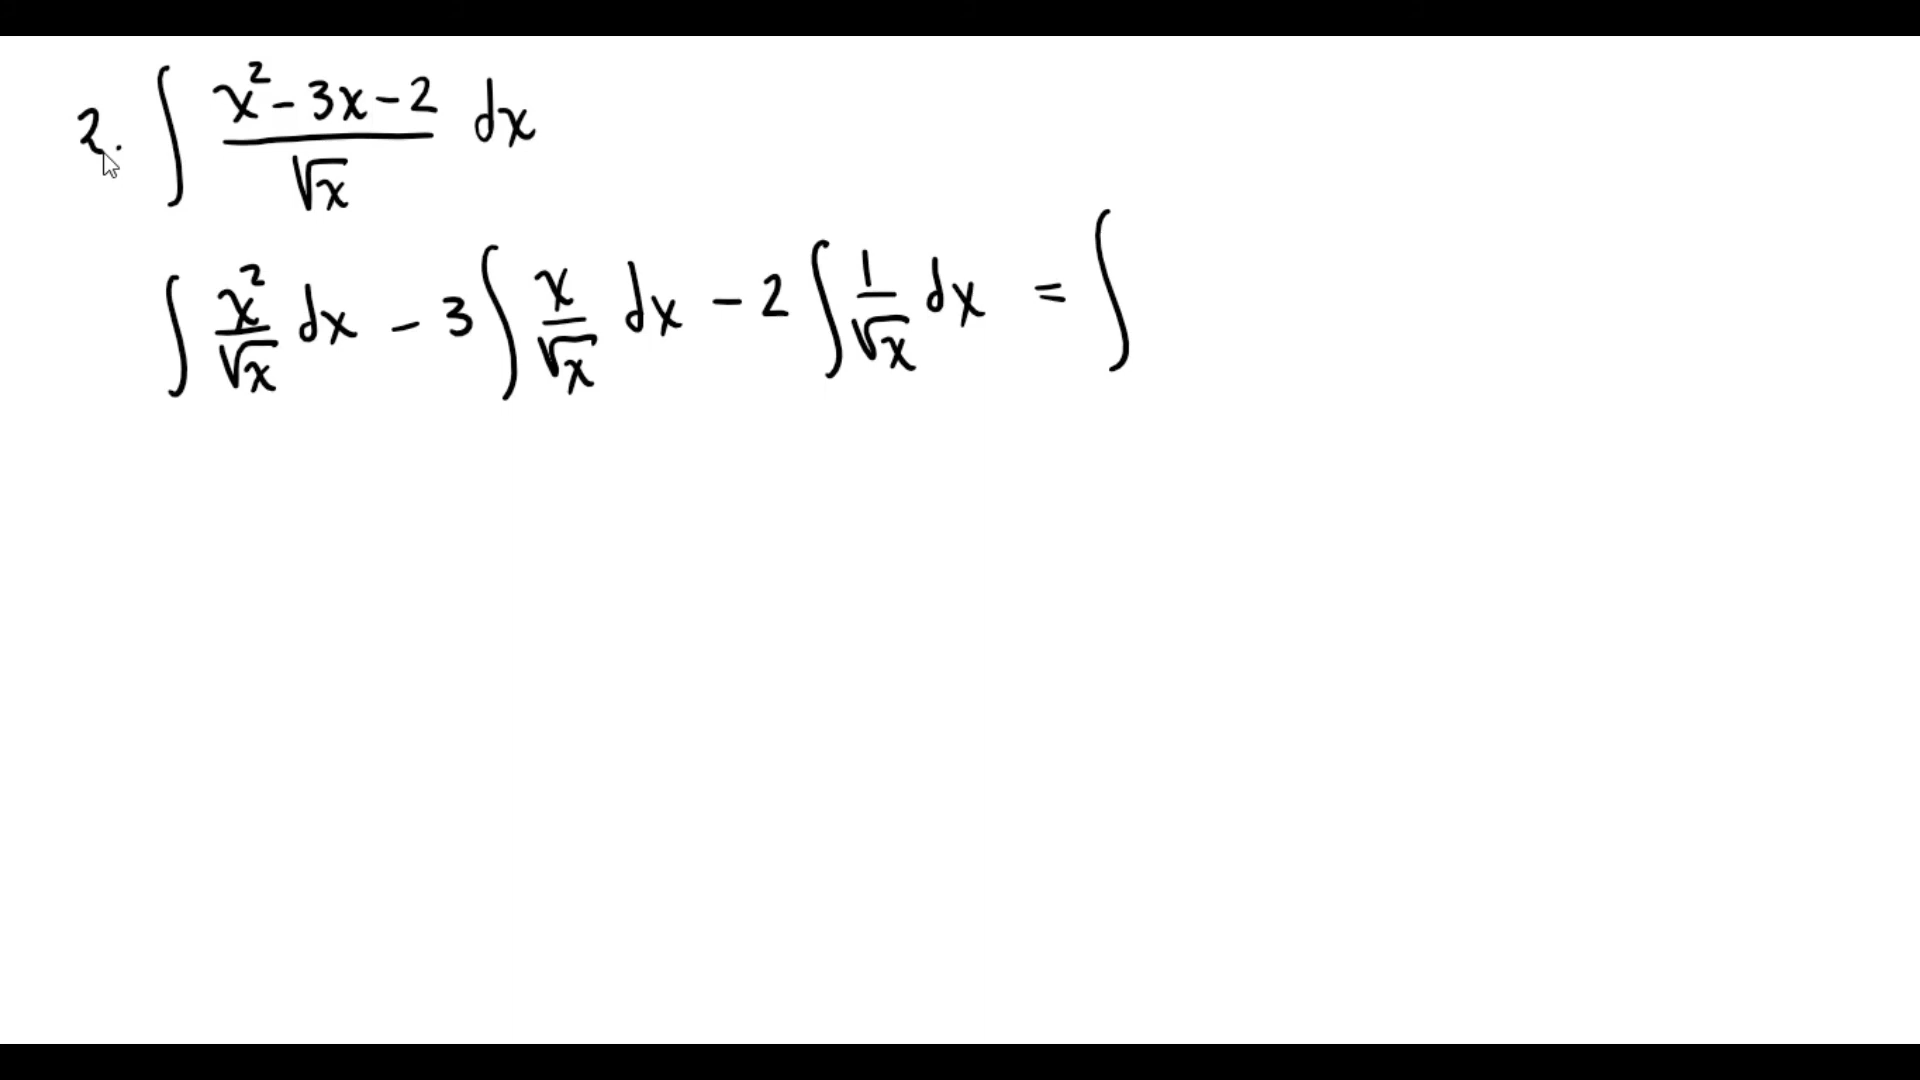 2. ∫ (x² - 3x - 2)/√x dx
∫ x²/√x dx - 3 ∫ x/√x dx - 2 ∫ 1/√x dx = ∫